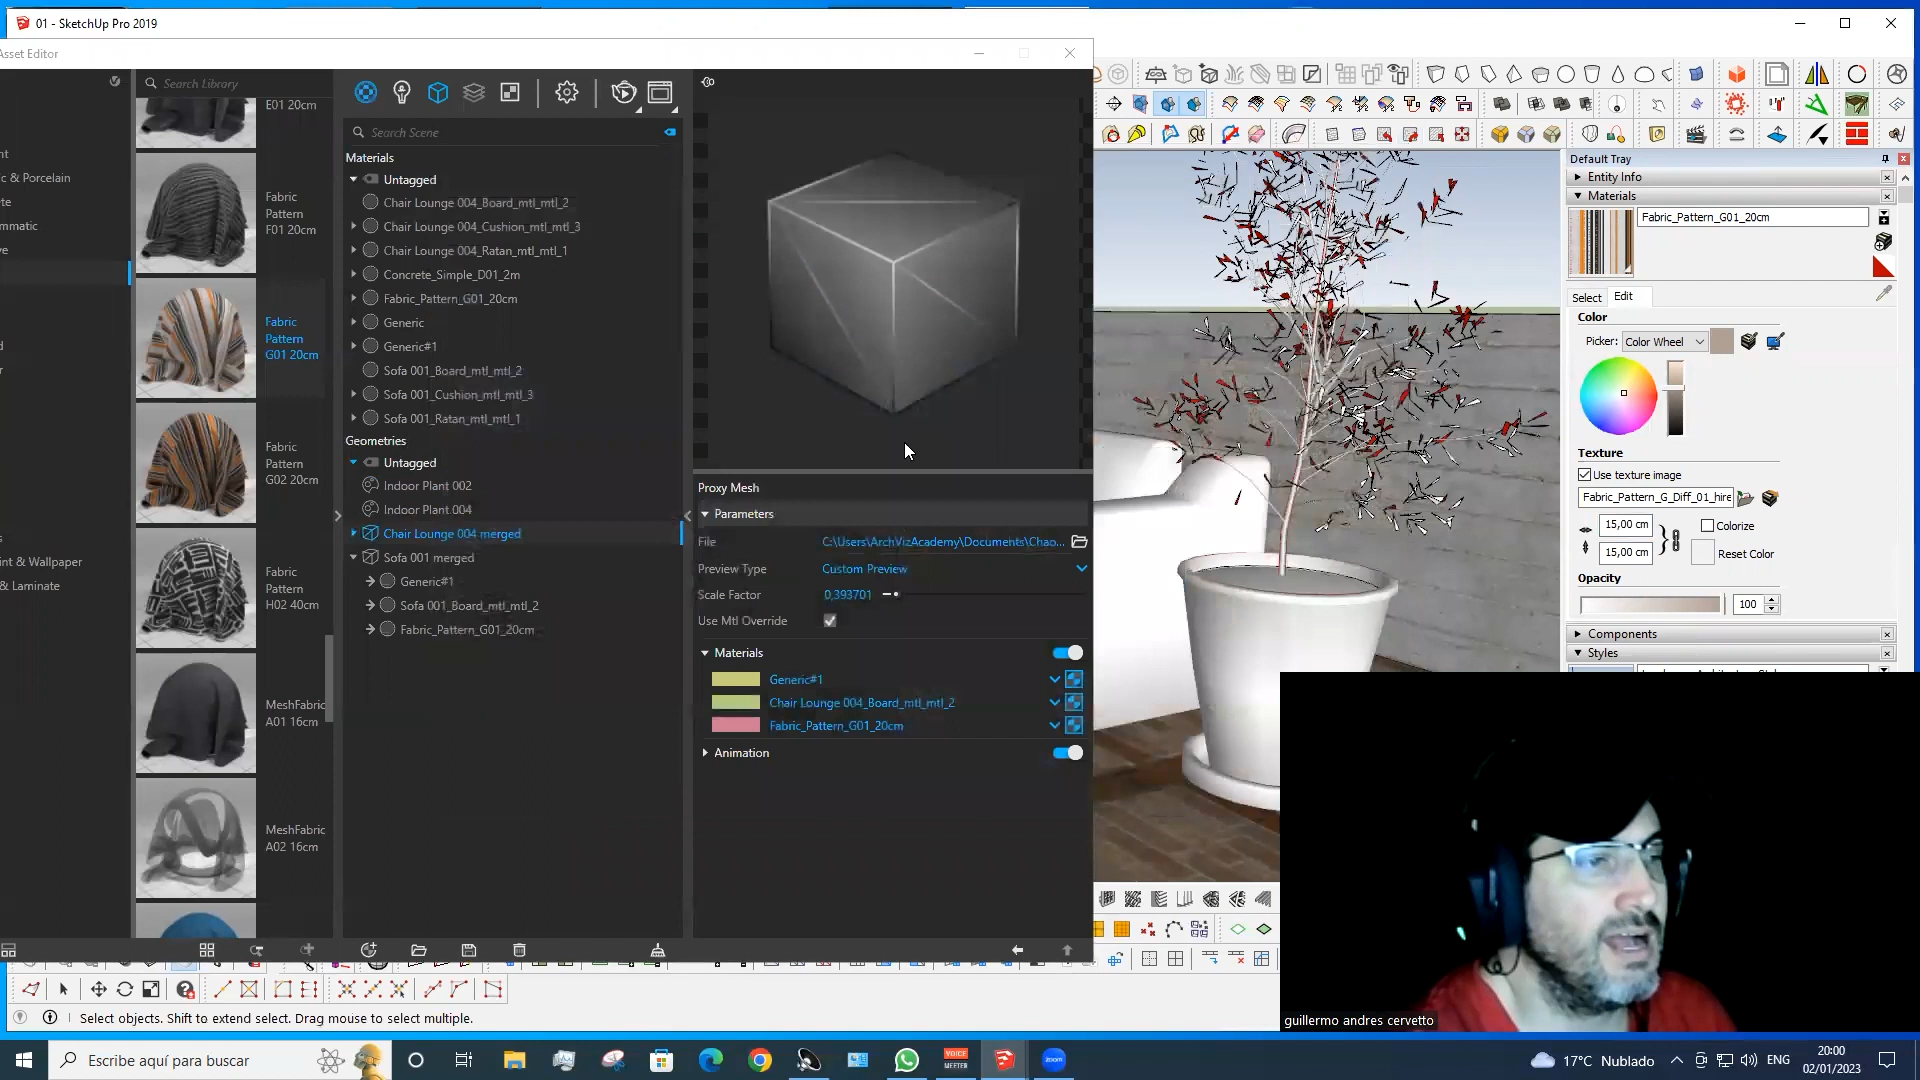 01 - SketchUp Pro 2019
Asset Editor
Search Library
E01 20cm
nt
c & Porcelain
te
mmatic
e
d
r
s
int & Wallpaper
& Laminate
Fabric
Pattern
F01 20cm
Fabric
Pattern
G01 20cm
Fabric
Pattern
G02 20cm
Fabric
Pattern
H02 40cm
MeshFabric
A01 16cm
MeshFabric
A02 16cm
Search Scene
Materials
Untagged
Chair Lounge 004_Board_mtl_mtl_2
Chair Lounge 004_Cushion_mtl_mtl_3
Chair Lounge 004_Ratan_mtl_mtl_1
Concrete_Simple_D01_2m
Fabric_Pattern_G01_20cm
Generic
Generic#1
Sofa 001_Board_mtl_mtl_2
Sofa 001_Cushion_mtl_mtl_3
Sofa 001_Ratan_mtl_mtl_1
Geometries
Untagged
Indoor Plant 002
Indoor Plant 004
Chair Lounge 004 merged
Sofa 001 merged
Generic#1
Sofa 001_Board_mtl_mtl_2
Fabric_Pattern_G01_20cm
Proxy Mesh
Parameters
File C:\Users\ArchVizAcademy\Documents\Chao...
Preview Type Custom Preview
Scale Factor 0,393701
Use Mtl Override
Materials
Generic#1
Chair Lounge 004_Board_mtl_mtl_2
Fabric_Pattern_G01_20cm
Animation
Default Tray
Entity Info
Materials
Fabric_Pattern_G01_20cm
Select Edit
Color
Picker: Color Wheel
Texture
Use texture image
Fabric_Pattern_G_Diff_01_hire
15,00 cm Colorize
15,00 cm Reset Color
Opacity
100
Components
Styles
guillermo andres cervetto
Select objects. Shift to extend select. Drag mouse to select multiple.
Escribe aquí para buscar
VOICE
MEETER
zoom
17°C Nublado
ENG
20:00
02/01/2023